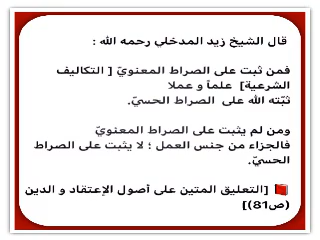 قال الشيخ زيد المدخلي رحمه الله :
فمن ثبت على الصراط المعنويّ [ التكاليف
الشرعية] علماً و عملا
ثبّته الله على الصراط الحسيّ.
ومن لم يثبت على الصراط المعنويّ
فالجزاء من جنس العمل ؛ لا يثبت على الصراط
الحسيّ.
📕 [التعليق المتين على أصول الإعتقاد و الدين
(ص81)]